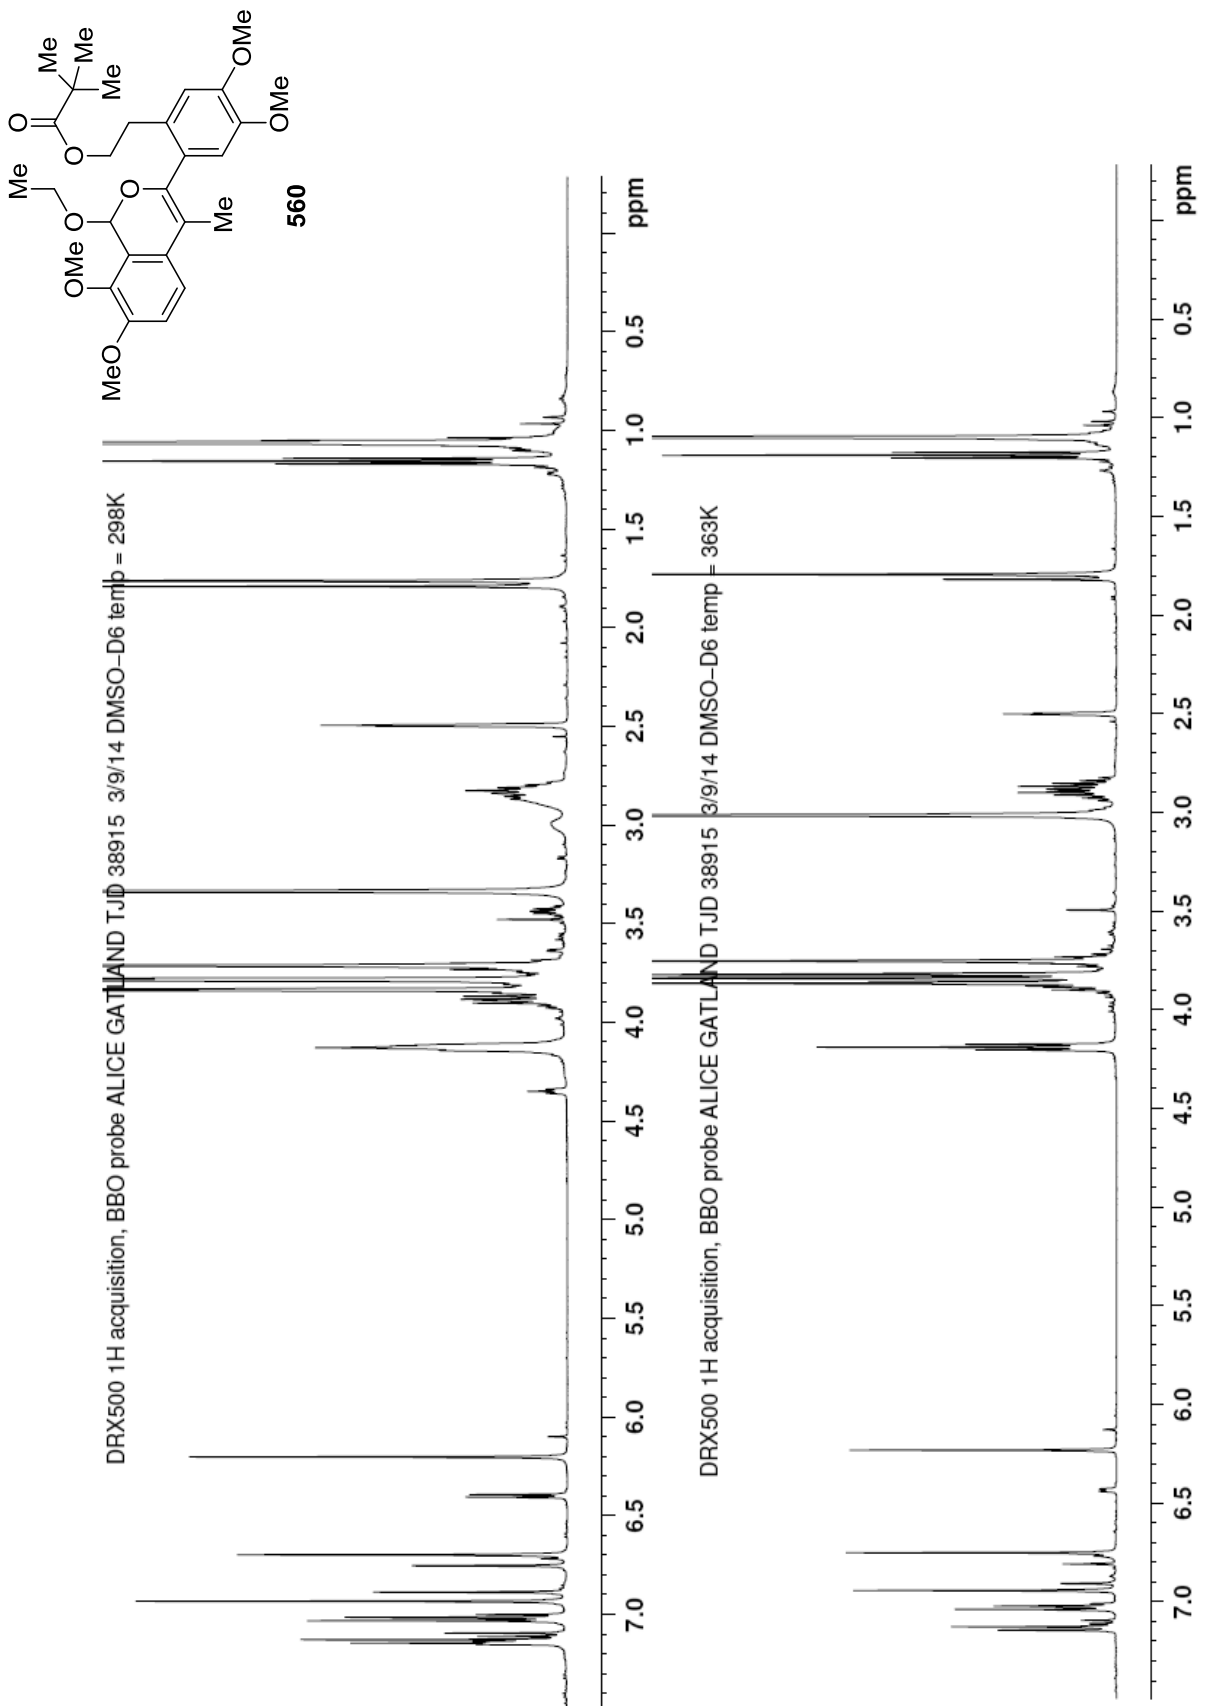 Me
Me
Me
O
O
Me
O
O
OMe
OMe
OMe
MeO
Me
560
DRX500 1H acquisition, BBO probe ALICE GATLAND TJD 38915 3/9/14 DMSO-D6 temp = 298K
7.0 6.5 6.0 5.5 5.0 4.5 4.0 3.5 3.0 2.5 2.0 1.5 1.0 0.5 ppm
DRX500 1H acquisition, BBO probe ALICE GATLAND TJD 38915 3/9/14 DMSO-D6 temp = 363K
7.0 6.5 6.0 5.5 5.0 4.5 4.0 3.5 3.0 2.5 2.0 1.5 1.0 0.5 ppm